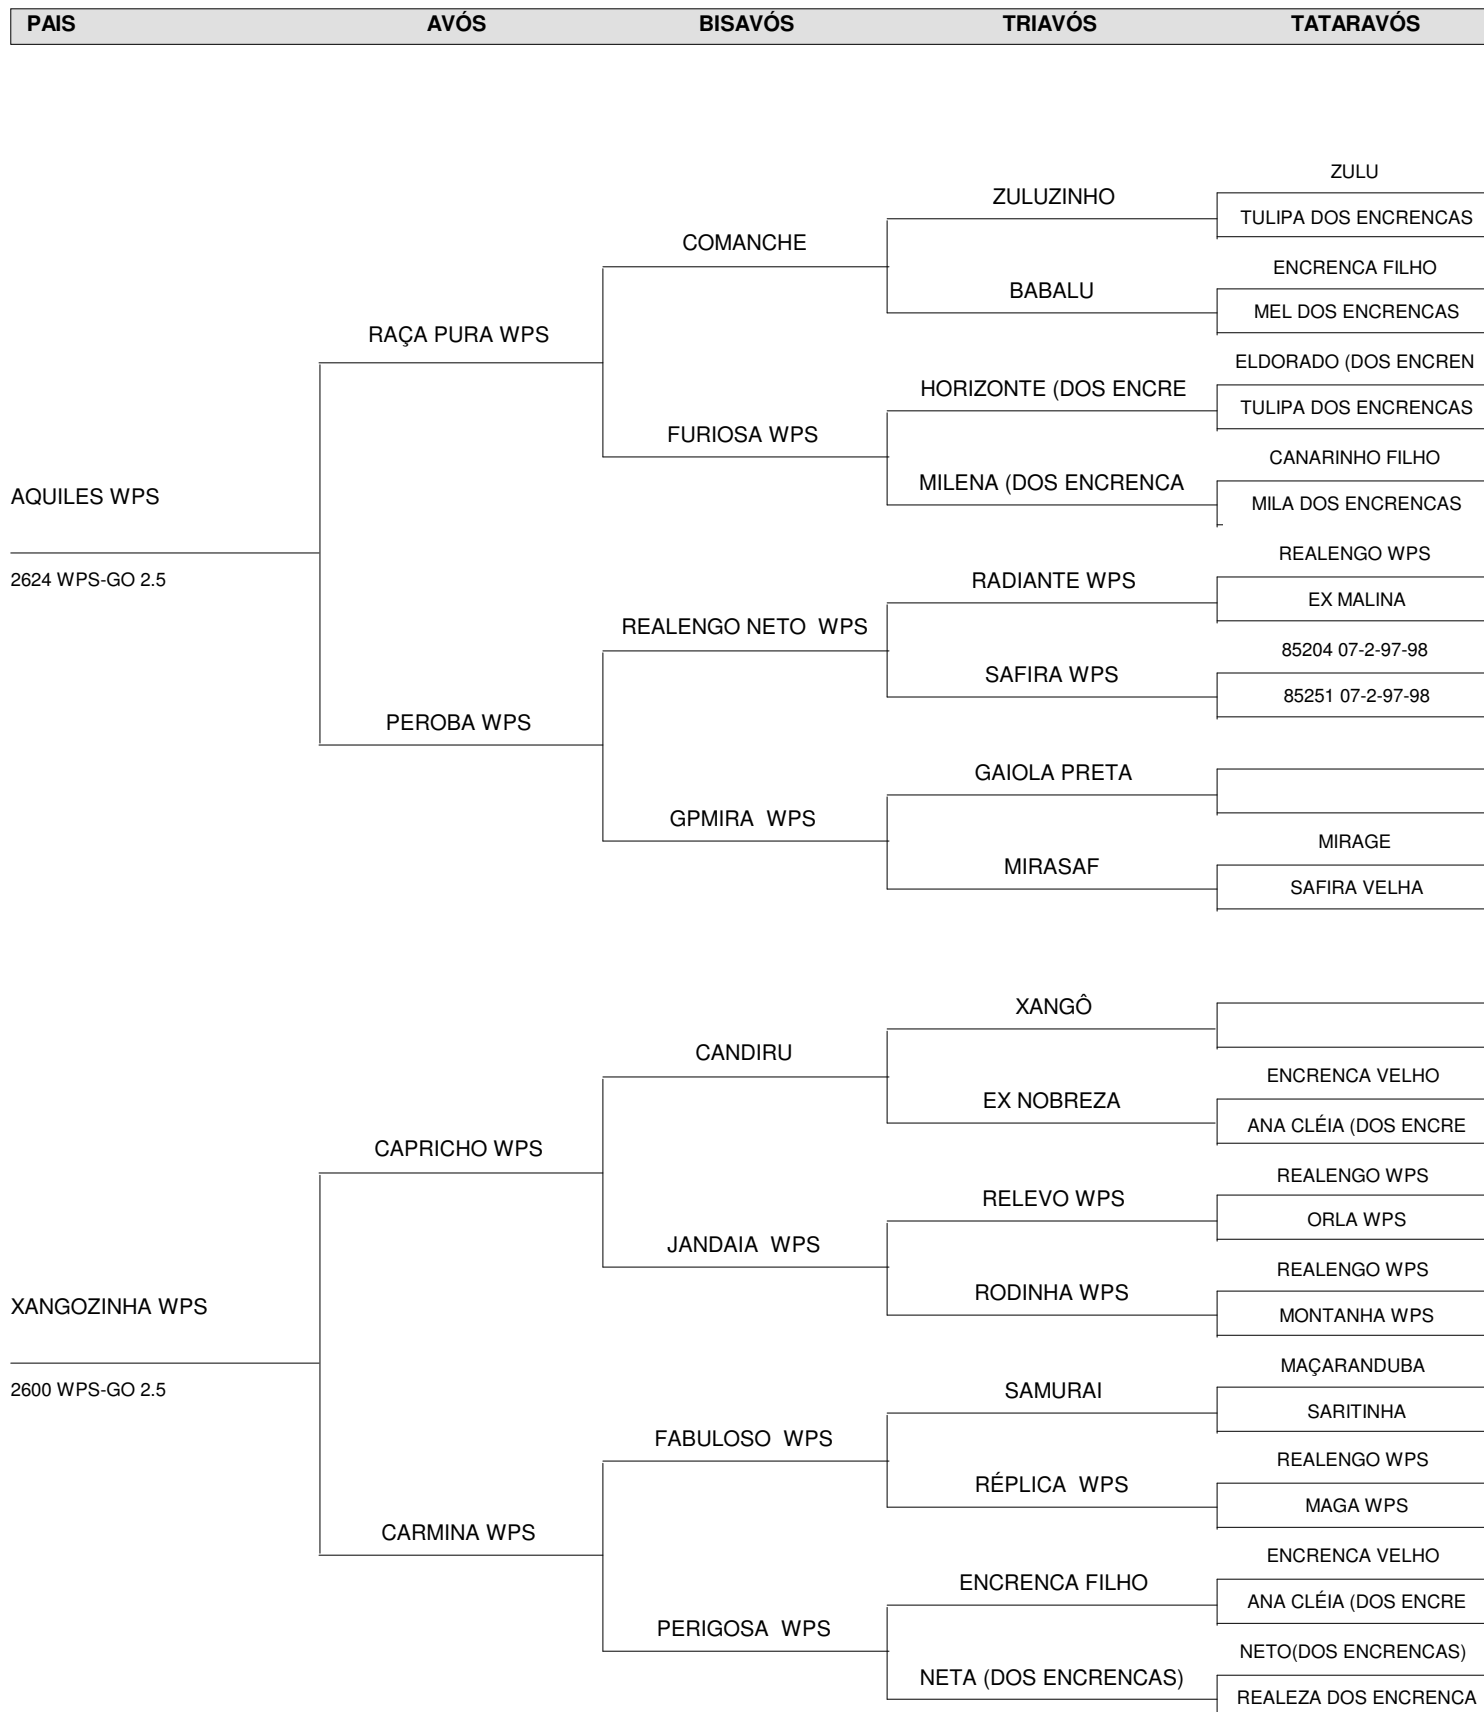 PAIS AVÓS BISAVÓS TRIAVÓS TATARAVÓS
ZULU
ZULUZINHO
TULIPA DOS ENCRENCAS
COMANCHE
ENCRENCA FILHO
BABALU
MEL DOS ENCRENCAS
RAÇA PURA WPS
ELDORADO (DOS ENCREN
HORIZONTE (DOS ENCRE
TULIPA DOS ENCRENCAS
FURIOSA WPS
CANARINHO FILHO
MILENA (DOS ENCRENCA
MILA DOS ENCRENCAS
AQUILES WPS
2624 WPS-GO 2.5
REALENGO WPS
RADIANTE WPS
EX MALINA
REALENGO NETO  WPS
85204 07-2-97-98
SAFIRA WPS
85251 07-2-97-98
PEROBA WPS
GAIOLA PRETA
GPMIRA  WPS
MIRAGE
MIRASAF
SAFIRA VELHA
XANGÔ
CANDIRU
ENCRENCA VELHO
EX NOBREZA
ANA CLÉIA (DOS ENCRE
CAPRICHO WPS
REALENGO WPS
RELEVO WPS
ORLA WPS
JANDAIA  WPS
REALENGO WPS
RODINHA WPS
MONTANHA WPS
XANGOZINHA WPS
2600 WPS-GO 2.5
MAÇARANDUBA
SAMURAI
SARITINHA
FABULOSO  WPS
REALENGO WPS
RÉPLICA  WPS
MAGA WPS
CARMINA WPS
ENCRENCA VELHO
ENCRENCA FILHO
ANA CLÉIA (DOS ENCRE
PERIGOSA  WPS
NETO(DOS ENCRENCAS)
NETA (DOS ENCRENCAS)
REALEZA DOS ENCRENCA